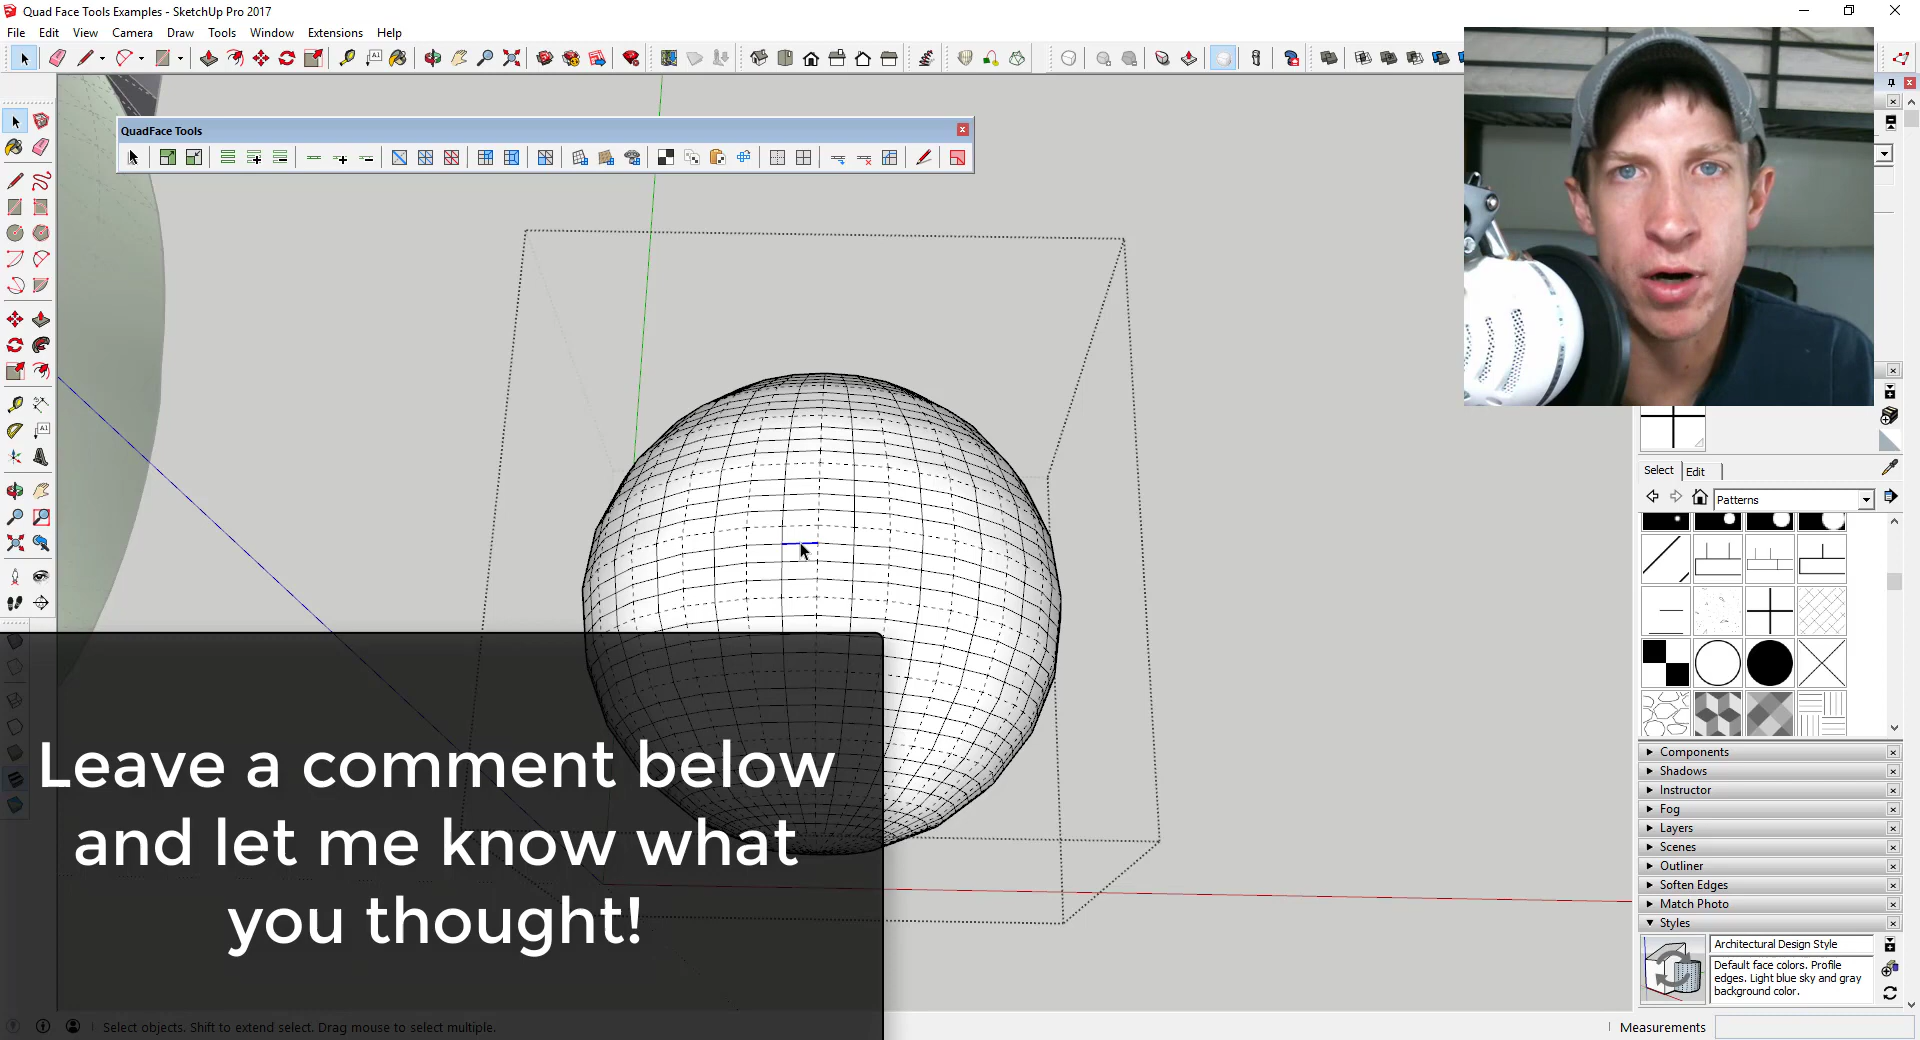 Quad Face Tools Examples - SketchUp Pro 2017
File Edit View Camera Draw Tools Window Extensions Help
QuadFace Tools
Select Edit
Patterns
Components
Shadows
Instructor
Fog
Layers
Scenes
Outliner
Soften Edges
Match Photo
Styles
Architectural Design Style
Default face colors. Profile
edges. Light blue sky and gray
background color.
Leave a comment below
and let me know what
you thought!
Select objects. Shift to extend select. Drag mouse to select multiple.
Measurements